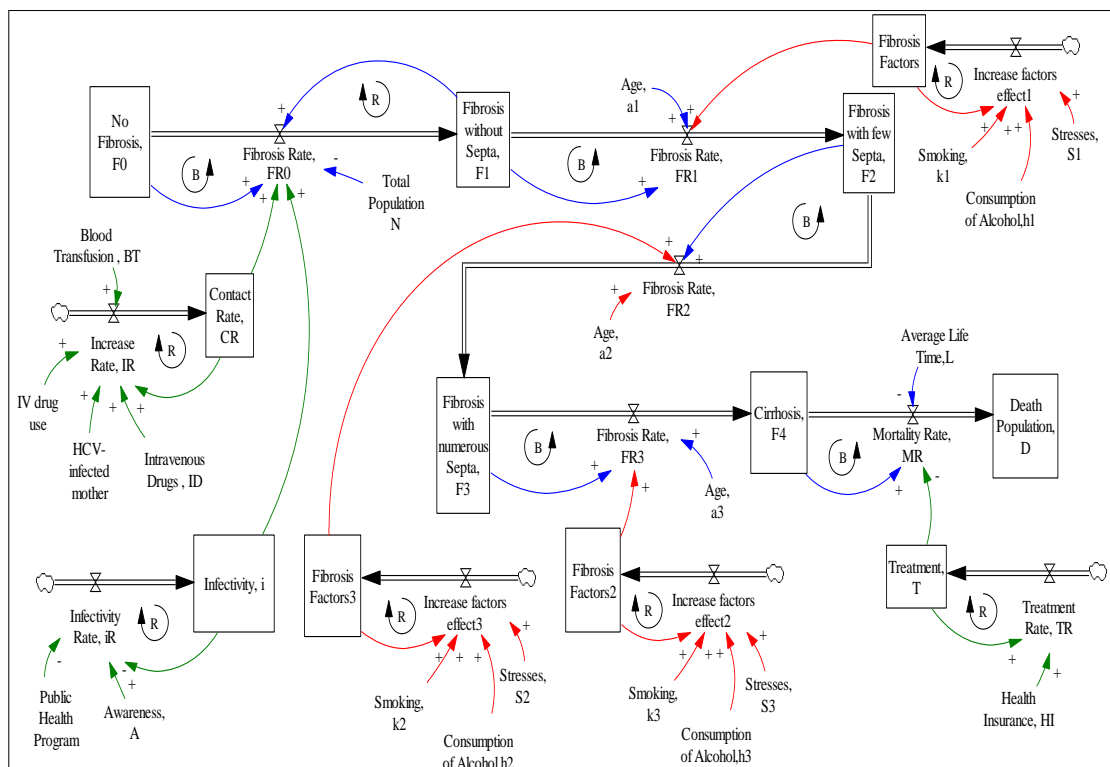 Fibrosis
Factors
R
Increase factors
effect1
+
+
+ +
+
Stresses,
S1
Smoking,
k1
Consumption
of Alcohol,h1
No
Fibrosis,
F0
B
+
R
+
Fibrosis Rate,
FR0
-
+
+
Total
Population
N
Fibrosis
without
Septa,
F1
B
Age,
a1
+
+
Fibrosis Rate,
FR1
+
Fibrosis
with few
Septa,
F2
B
+
+
Fibrosis Rate,
FR2
+
Age,
a2
Blood
Transfusion , BT
+
Contact
Rate,
CR
R
Increase
Rate, IR
+
+
+
+
IV drug
use
HCV-
infected
mother
Intravenous
Drugs , ID
Fibrosis
with
numerous
Septa,
F3
B
Fibrosis Rate,
FR3
+
+
+
Age,
a3
Cirrhosis,
F4
B
Average Life
Time,L
-
Mortality Rate,
MR
+
-
Death
Population,
D
Infectivity, i
R
Infectivity
Rate, iR
-
-
+
Public
Health
Program
Awareness,
A
Fibrosis
Factors3
R
Increase factors
effect3
+
+
+
+
Smoking,
k2
Stresses,
S2
Consumption
of Alcohol,h2
Fibrosis
Factors2
R
Increase factors
effect2
+
+
+ +
Smoking,
k3
Stresses,
S3
Consumption
of Alcohol,h3
Treatment,
T
R
Treatment
Rate, TR
+
+
Health
Insurance, HI